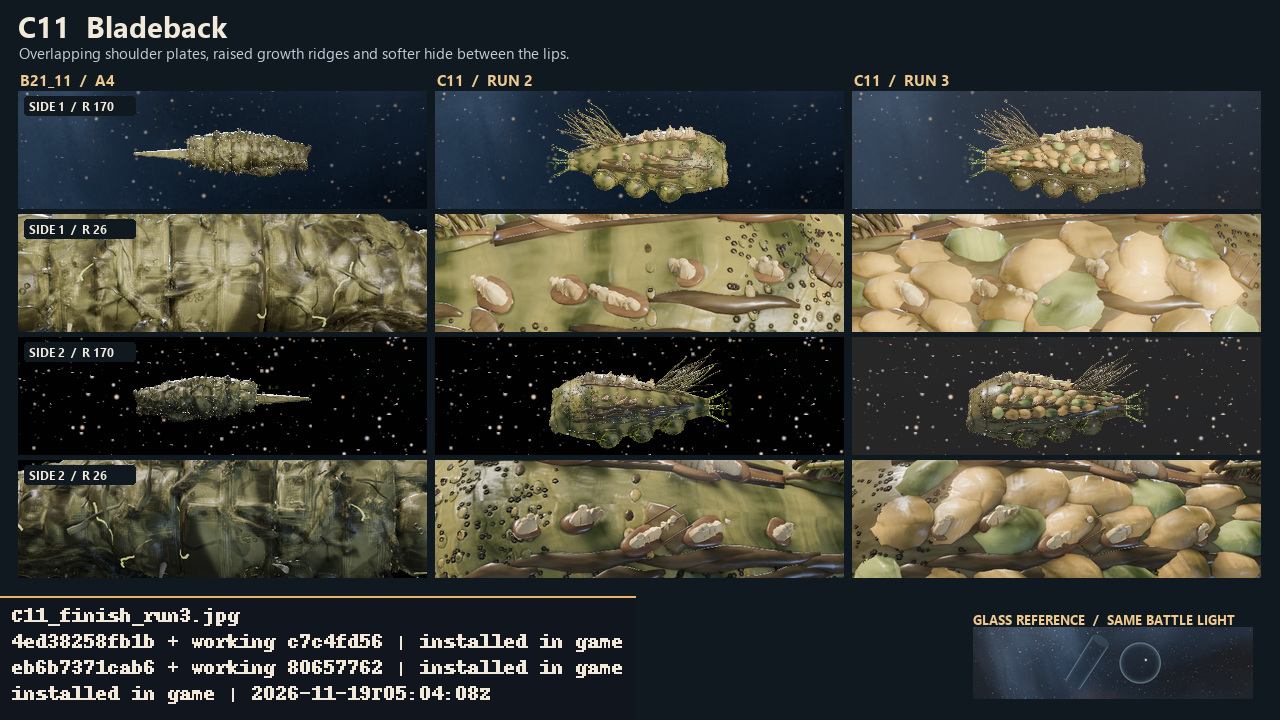 C11 Bladeback
Overlapping shoulder plates, raised growth ridges and softer hide between the lips.
B21_11 / A4
C11 / RUN 2
C11 / RUN 3
SIDE 1 / R 170
SIDE 1 / R 26
SIDE 2 / R 170
SIDE 2 / R 26
C11_finish_run3.jpg
4ed38258fb1b + working c7c4fd56 | installed in game
eb6b7371cab6 + working 80657762 | installed in game
installed in game | 2026-11-19T05:04:08Z
GLASS REFERENCE / SAME BATTLE LIGHT